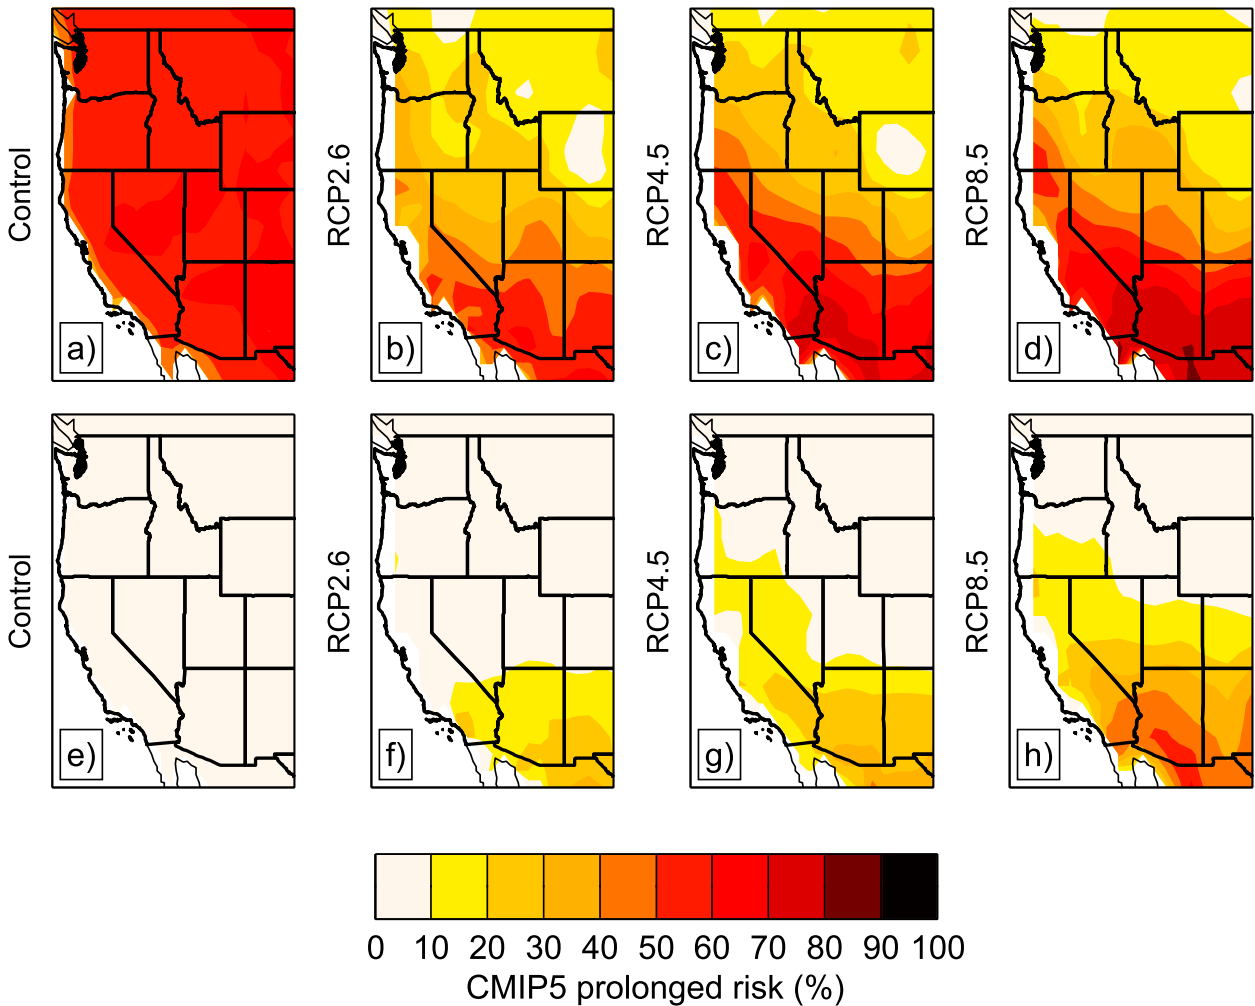 Control
a)
RCP2.6
b)
RCP4.5
c)
RCP8.5
d)
Control
e)
RCP2.6
f)
RCP4.5
g)
RCP8.5
h)
0 10 20 30 40 50 60 70 80 90 100
CMIP5 prolonged risk (%)